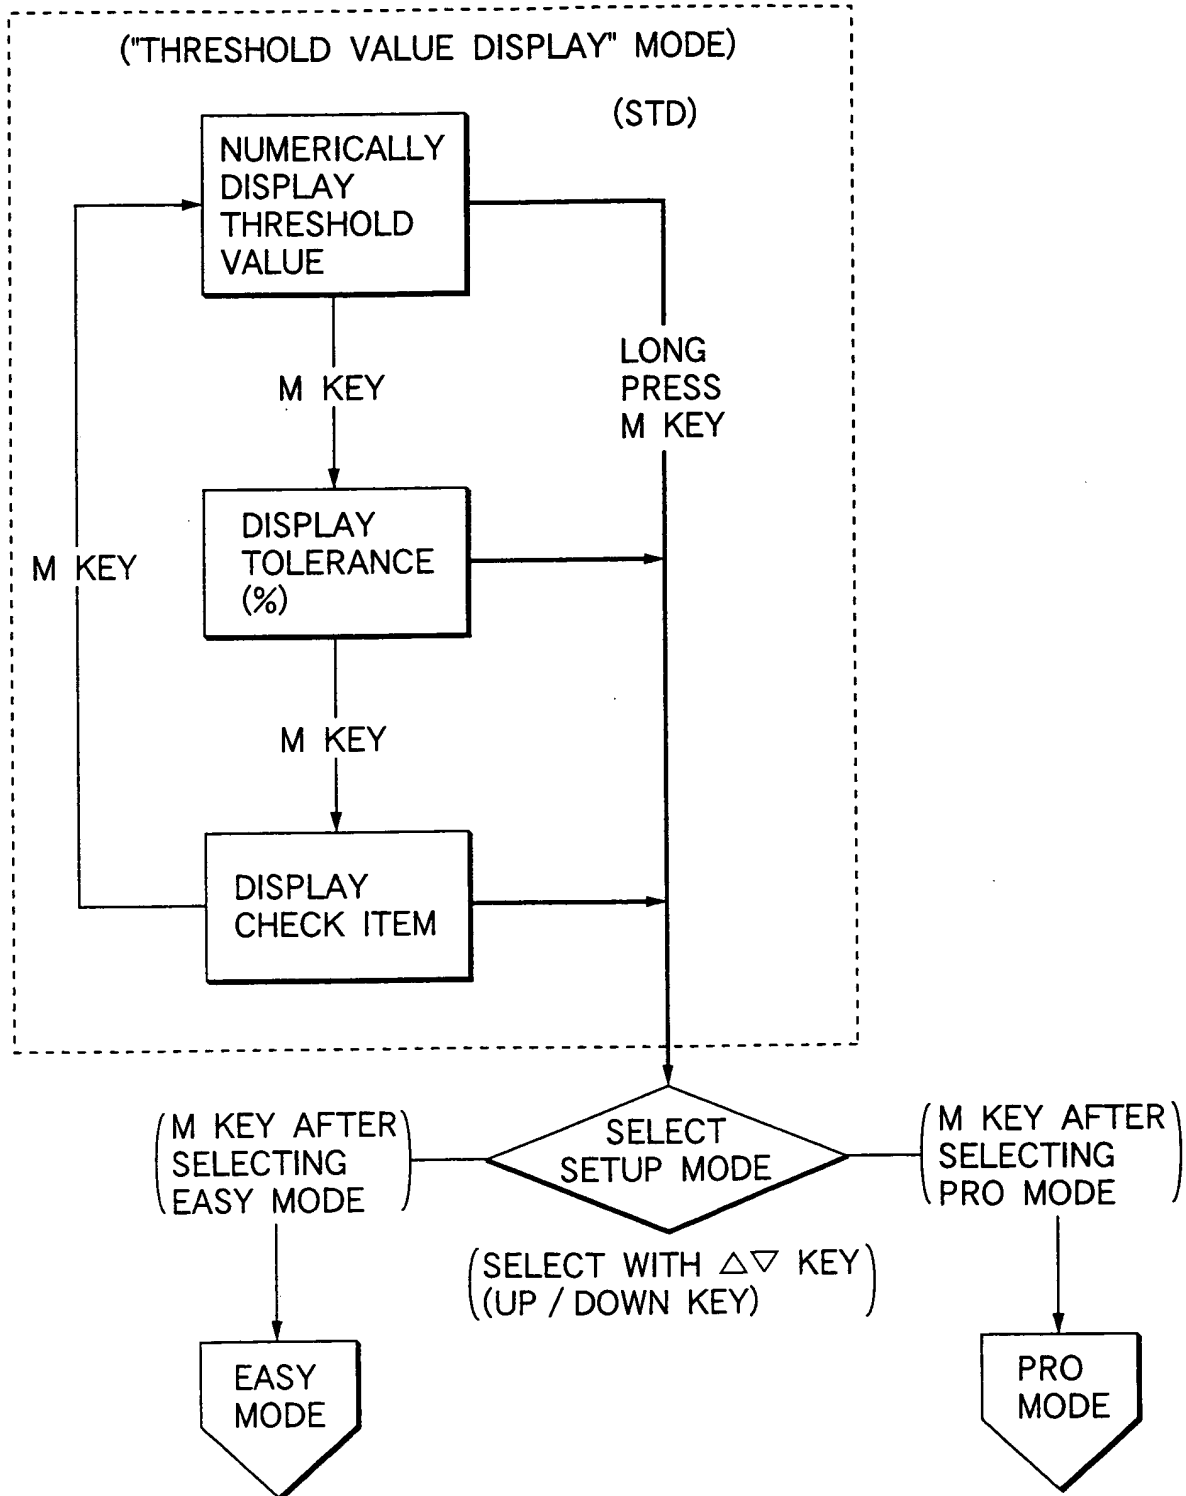 ("THRESHOLD VALUE DISPLAY" MODE)
(STD)
NUMERICALLY
DISPLAY
THRESHOLD
VALUE
LONG
PRESS
M KEY
M KEY
DISPLAY
TOLERANCE
(%)
M KEY
M KEY
DISPLAY
CHECK ITEM
(M KEY AFTER
SELECTING
EASY MODE)
SELECT
SETUP MODE
(M KEY AFTER
SELECTING
PRO MODE)
(SELECT WITH △▽ KEY
(UP / DOWN KEY))
EASY
MODE
PRO
MODE